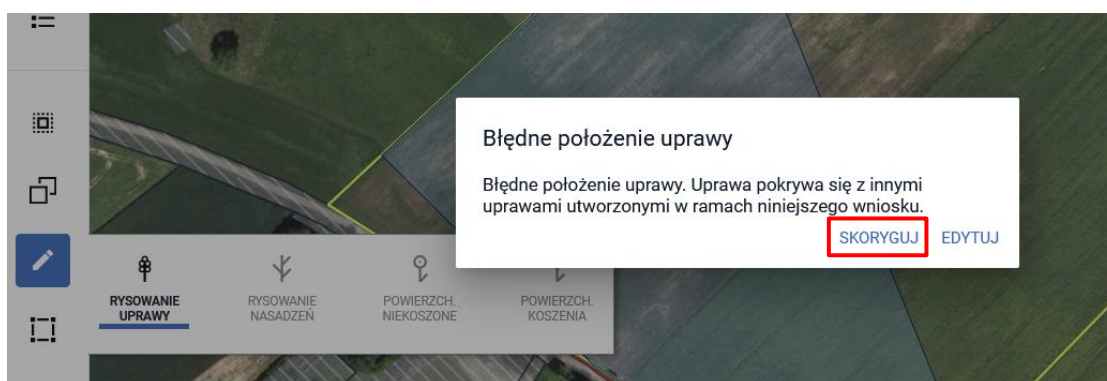 Błędne położenie uprawy
Błędne położenie uprawy. Uprawa pokrywa się z innymi
uprawami utworzonymi w ramach niniejszego wniosku.
SKORYGUJ EDYTUJ
RYSOWANIE
UPRAWY
RYSOWANIE
NASADZEŃ
POWIERZCH.
NIEKOSZONE
POWIERZCH.
KOSZENIA